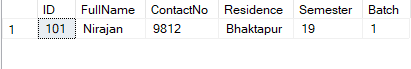 ID FullName ContactNo Residence Semester Batch
1 101 Nirajan 9812 Bhaktapur 19 1